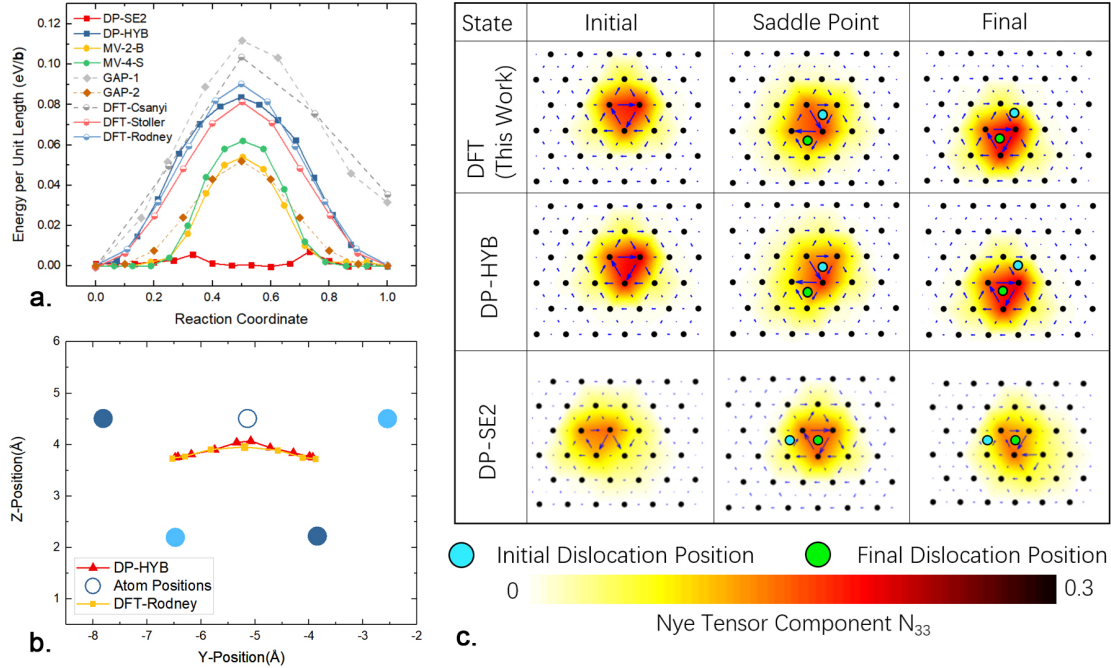 DP-SE2
DP-HYB
MV-2-B
MV-4-S
GAP-1
GAP-2
DFT-Csanyi
DFT-Stoller
DFT-Rodney
0.12
0.10
0.08
0.06
0.04
0.02
0.00
Energy per Unit Length (eV/b)
0.0
0.2
0.4
0.6
0.8
1.0
Reaction Coordinate
a.
6
5
4
3
2
1
Z-Position(Å)
DP-HYB
Atom Positions
DFT-Rodney
-8
-7
-6
-5
-4
-3
-2
Y-Position(Å)
b.
State
Initial
Saddle Point
Final
DFT
(This Work)
DP-HYB
DP-SE2
Initial Dislocation Position
Final Dislocation Position
0
0.3
Nye Tensor Component N₃₃
c.